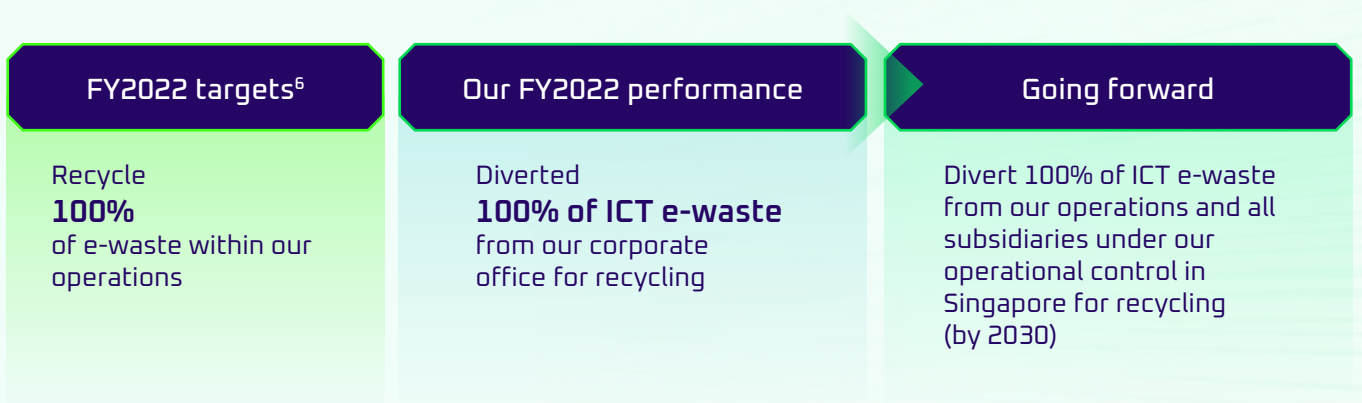 FY2022 targets⁶
Recycle
100%
of e-waste within our
operations
Our FY2022 performance
Diverted
100% of ICT e-waste
from our corporate
office for recycling
Going forward
Divert 100% of ICT e-waste
from our operations and all
subsidiaries under our
operational control in
Singapore for recycling
(by 2030)